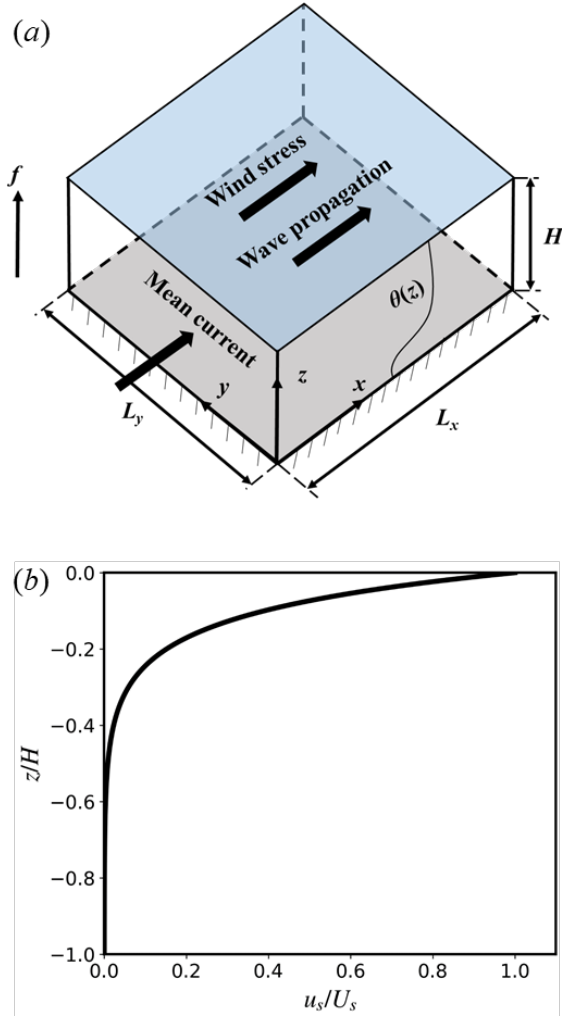 (a)
f
Wind stress
Wave propagation
Mean current
θ(z)
H
z
y
x
L_y
L_x
(b)
0.0
−0.2
−0.4
−0.6
−0.8
−1.0
z/H
0.0 0.2 0.4 0.6 0.8 1.0
u_s/U_s